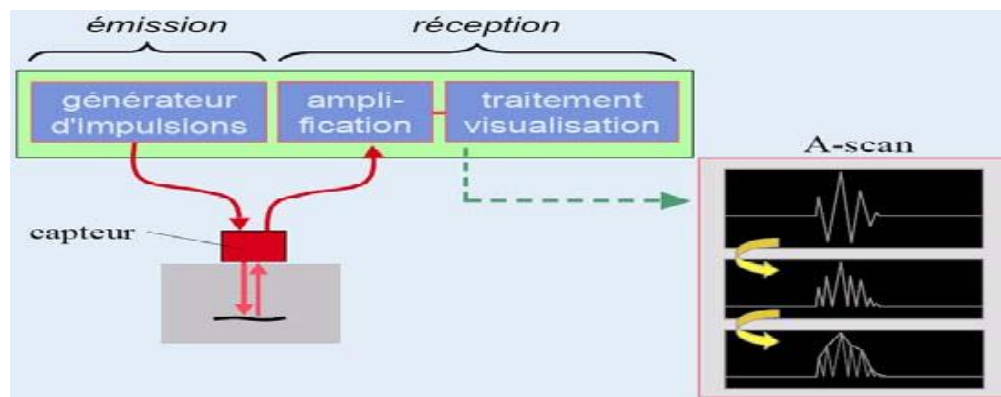 émission
réception
générateur
d'impulsions
ampli-
fication
traitement
visualisation
A-scan
capteur